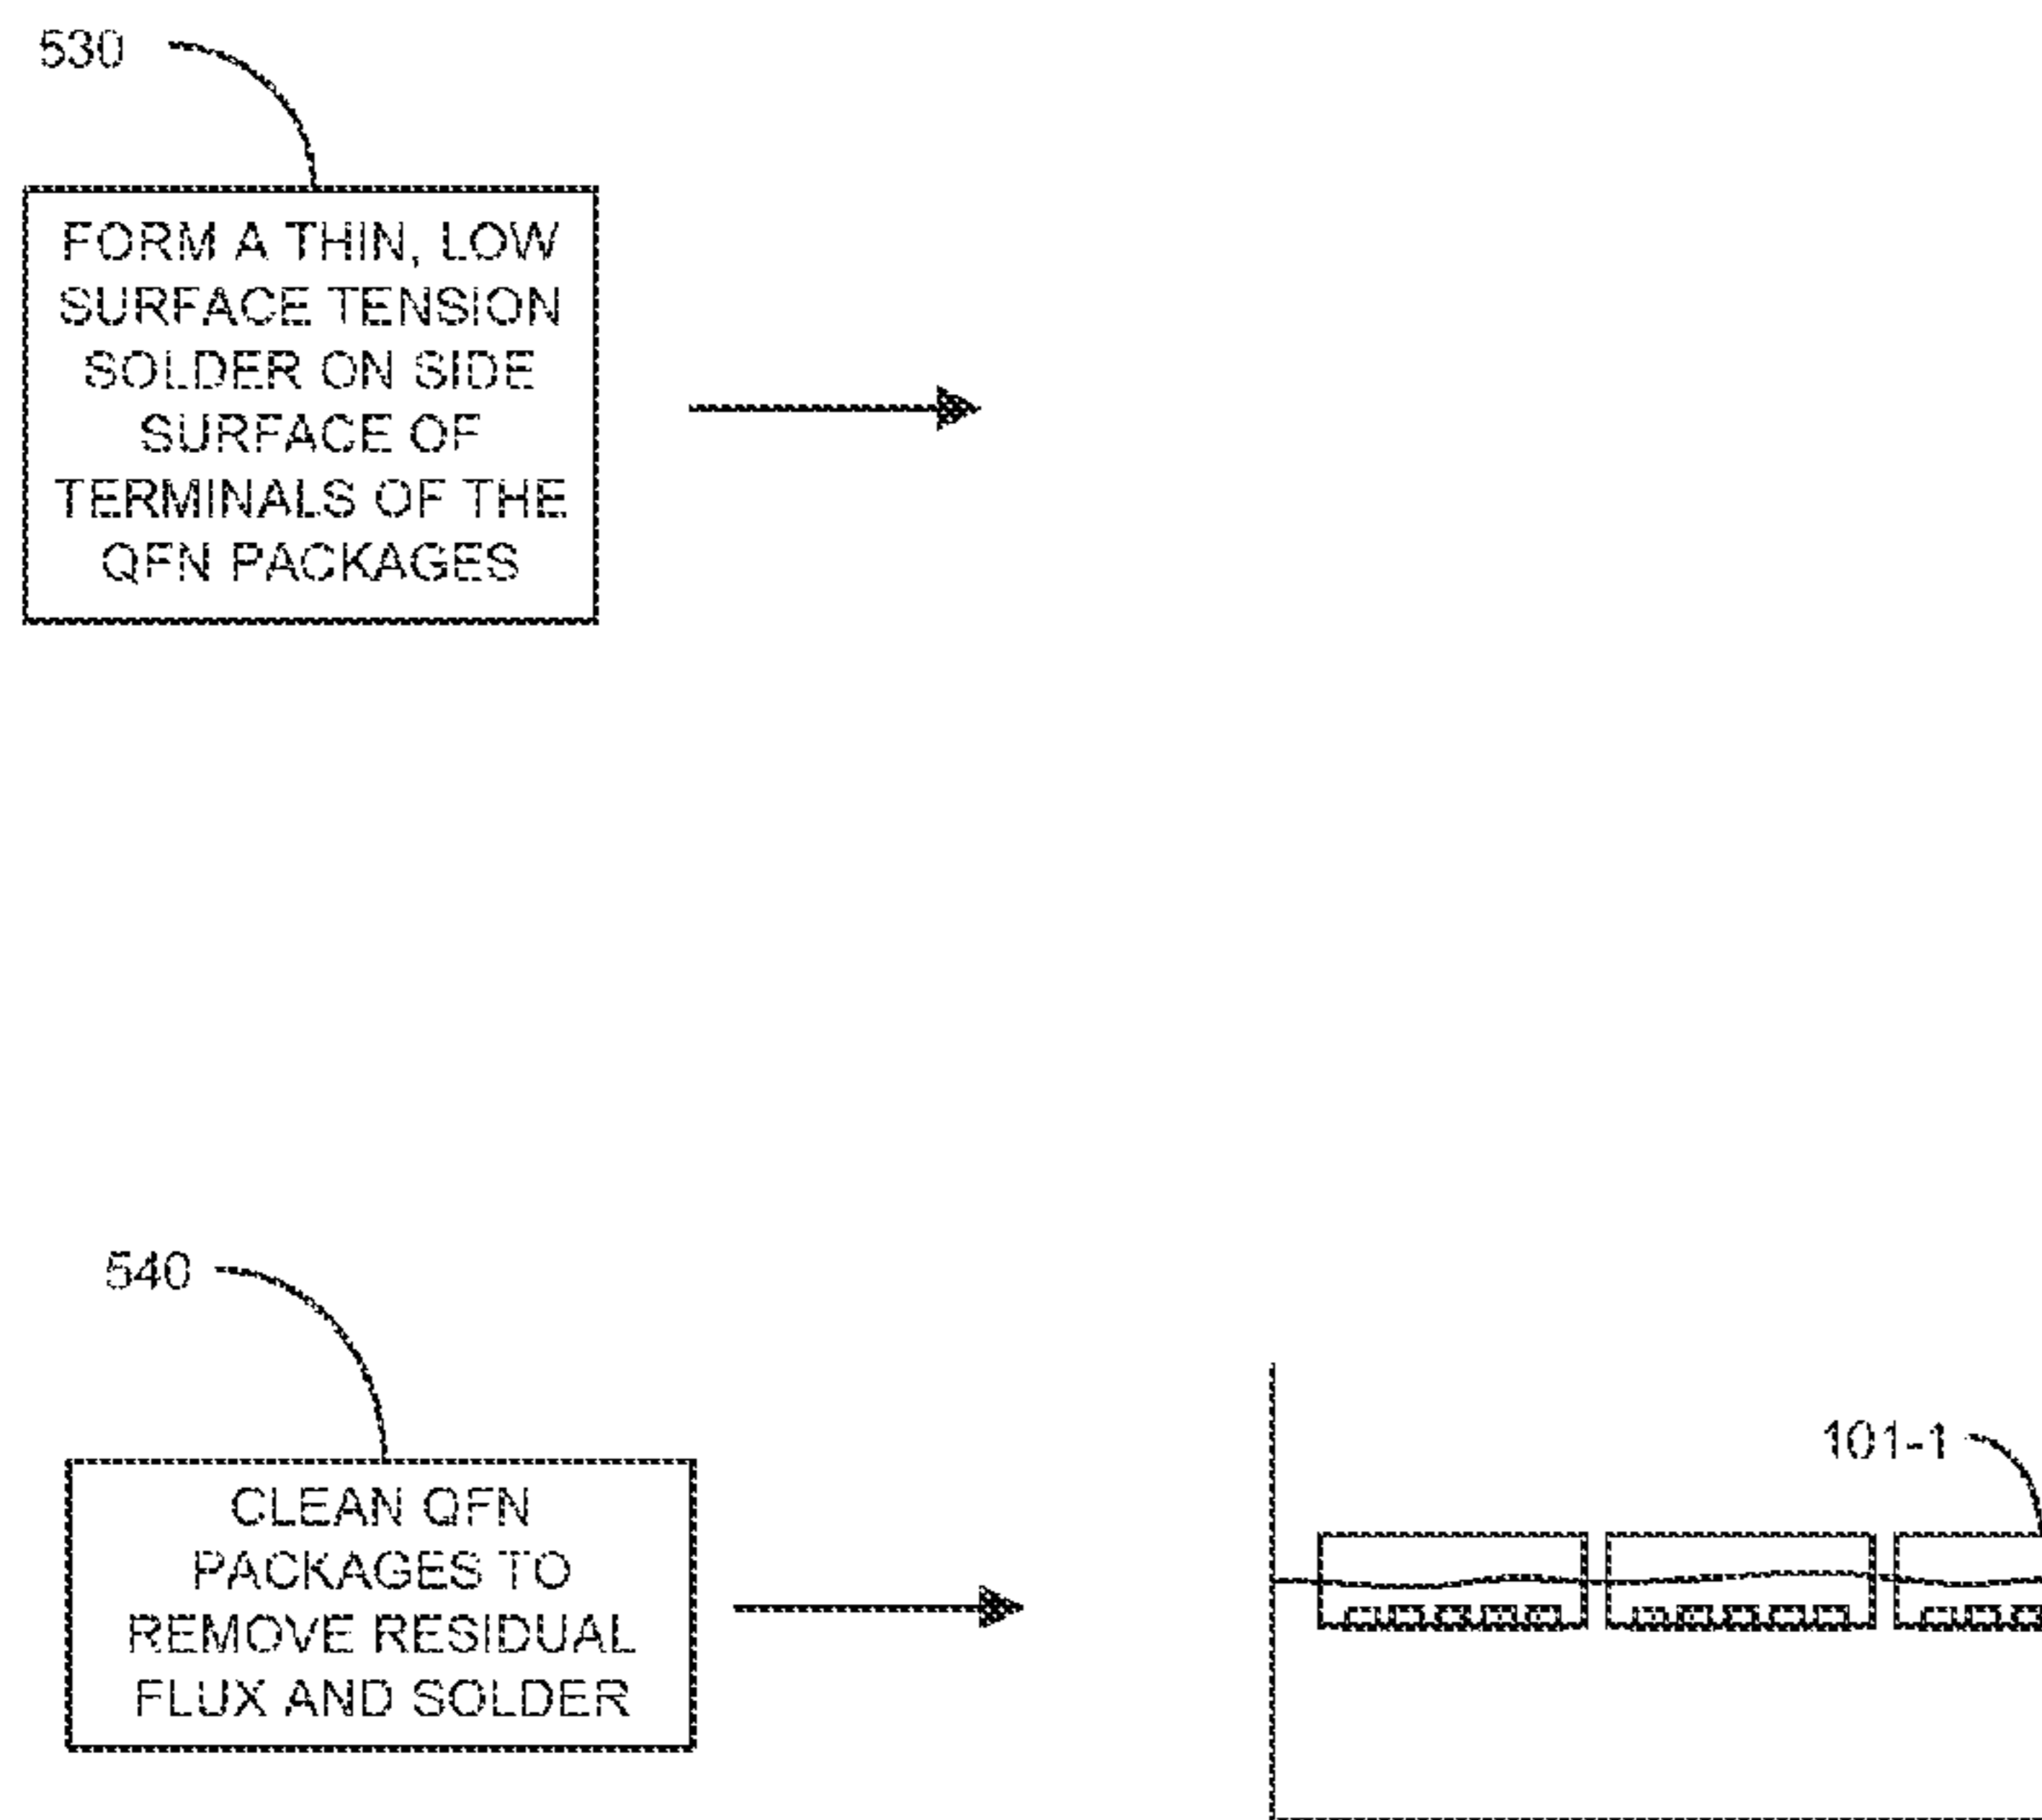 530
FORM A THIN, LOW
SURFACE TENSION
SOLDER ON SIDE
SURFACE OF
TERMINALS OF THE
QFN PACKAGES
540
CLEAN QFN
PACKAGES TO
REMOVE RESIDUAL
FLUX AND SOLDER
101-1